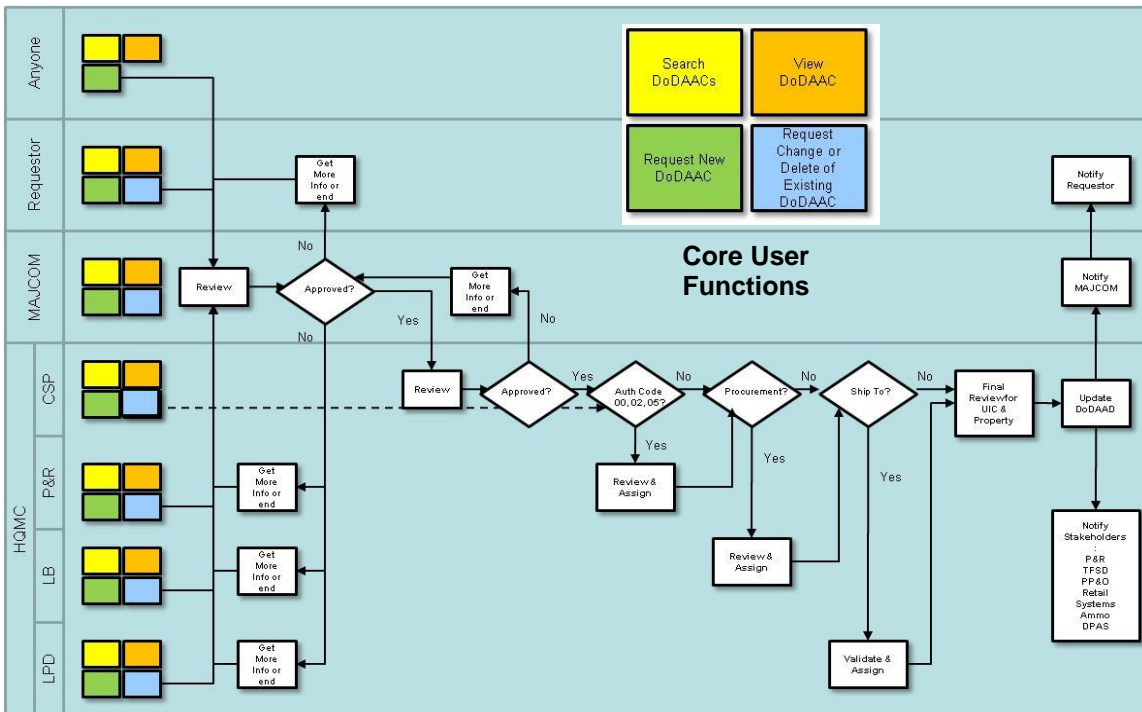 Anyone
Search
DoDAACs
View
DoDAAC
Request New
DoDAAC
Request
Change or
Delete of
Existing
DoDAAC
Core User
Functions
Requestor
Get
More
Info or
end
Notify
Requestor
No
MAJCOM
Review
Approved?
Get
More
Info or
end
Notify
MAJCOM
Yes
No
No
HQMC
CSP
Review
Approved?
Yes
Auth Code
00, 02, 05?
No
Procurement?
No
Ship To?
No
Final
Reviewfor
UIC &
Property
Update
DoDAAD
Yes
Yes
Yes
P&R
Get
More
Info or
end
Review &
Assign
LB
Get
More
Info or
end
Review &
Assign
Notify
Stakeholders
:
P&R
TFSD
PP&O
Retail
Systems
Ammo
DPAS
LPD
Get
More
Info or
end
Validate &
Assign